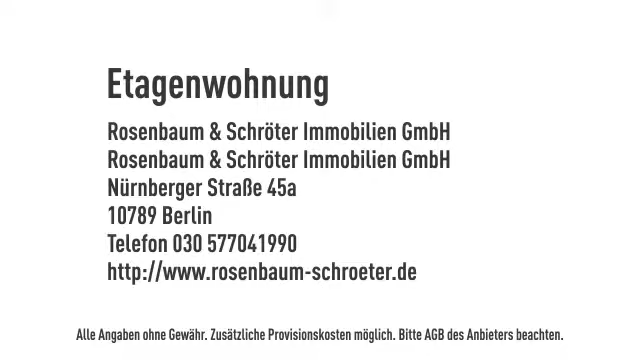 Etagenwohnung
Rosenbaum & Schröter Immobilien GmbH
Rosenbaum & Schröter Immobilien GmbH
Nürnberger Straße 45a
10789 Berlin
Telefon 030 577041990
http://www.rosenbaum-schroeter.de
Alle Angaben ohne Gewähr. Zusätzliche Provisionskosten möglich. Bitte AGB des Anbieters beachten.